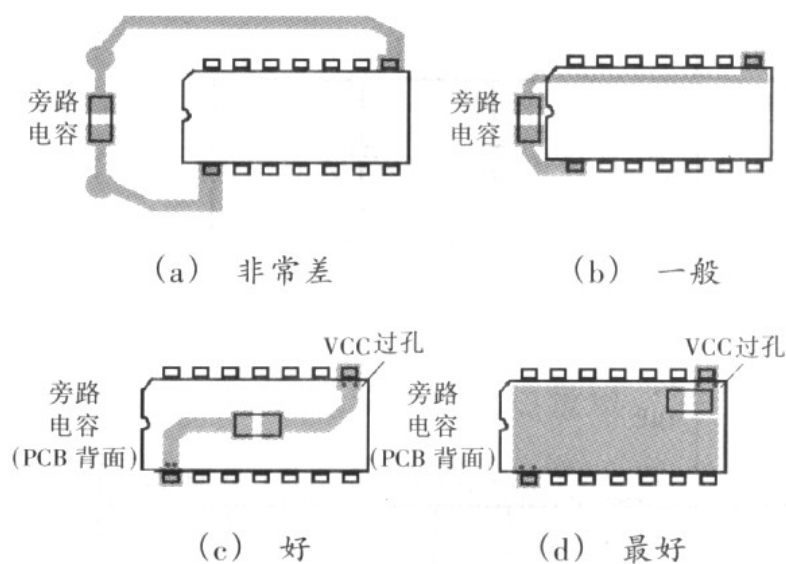 旁路
电容
(a) 非常差
旁路
电容
(b) 一般
VCC过孔
旁路
电容
(PCB 背面)
(c) 好
VCC过孔
旁路
电容
(PCB 背面)
(d) 最好